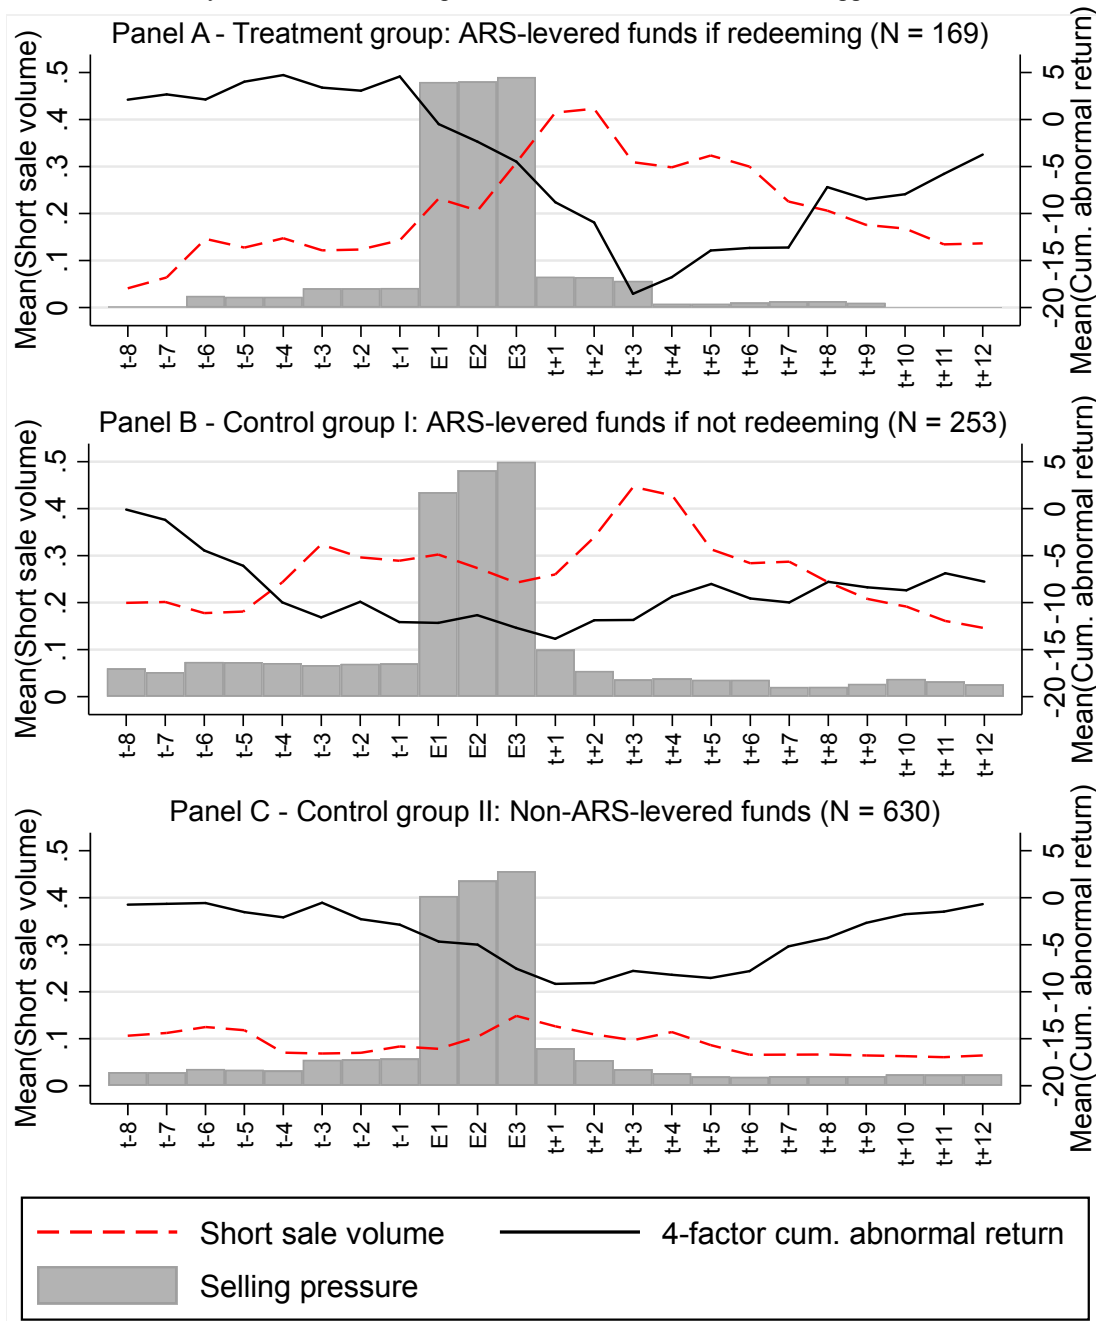 Panel A - Treatment group: ARS-levered funds if redeeming (N = 169)
Mean(Short sale volume)
.5
.4
.3
.2
.1
0
5
0
-5
-10
-15
-20
Mean(Cum. abnormal return)
t-8 t-7 t-6 t-5 t-4 t-3 t-2 t-1 E1 E2 E3 t+1 t+2 t+3 t+4 t+5 t+6 t+7 t+8 t+9 t+10 t+11 t+12
Panel B - Control group I: ARS-levered funds if not redeeming (N = 253)
Mean(Short sale volume)
.5
.4
.3
.2
.1
0
5
0
-5
-10
-15
-20
Mean(Cum. abnormal return)
t-8 t-7 t-6 t-5 t-4 t-3 t-2 t-1 E1 E2 E3 t+1 t+2 t+3 t+4 t+5 t+6 t+7 t+8 t+9 t+10 t+11 t+12
Panel C - Control group II: Non-ARS-levered funds (N = 630)
Mean(Short sale volume)
.5
.4
.3
.2
.1
0
5
0
-5
-10
-15
-20
Mean(Cum. abnormal return)
t-8 t-7 t-6 t-5 t-4 t-3 t-2 t-1 E1 E2 E3 t+1 t+2 t+3 t+4 t+5 t+6 t+7 t+8 t+9 t+10 t+11 t+12
Short sale volume
4-factor cum. abnormal return
Selling pressure